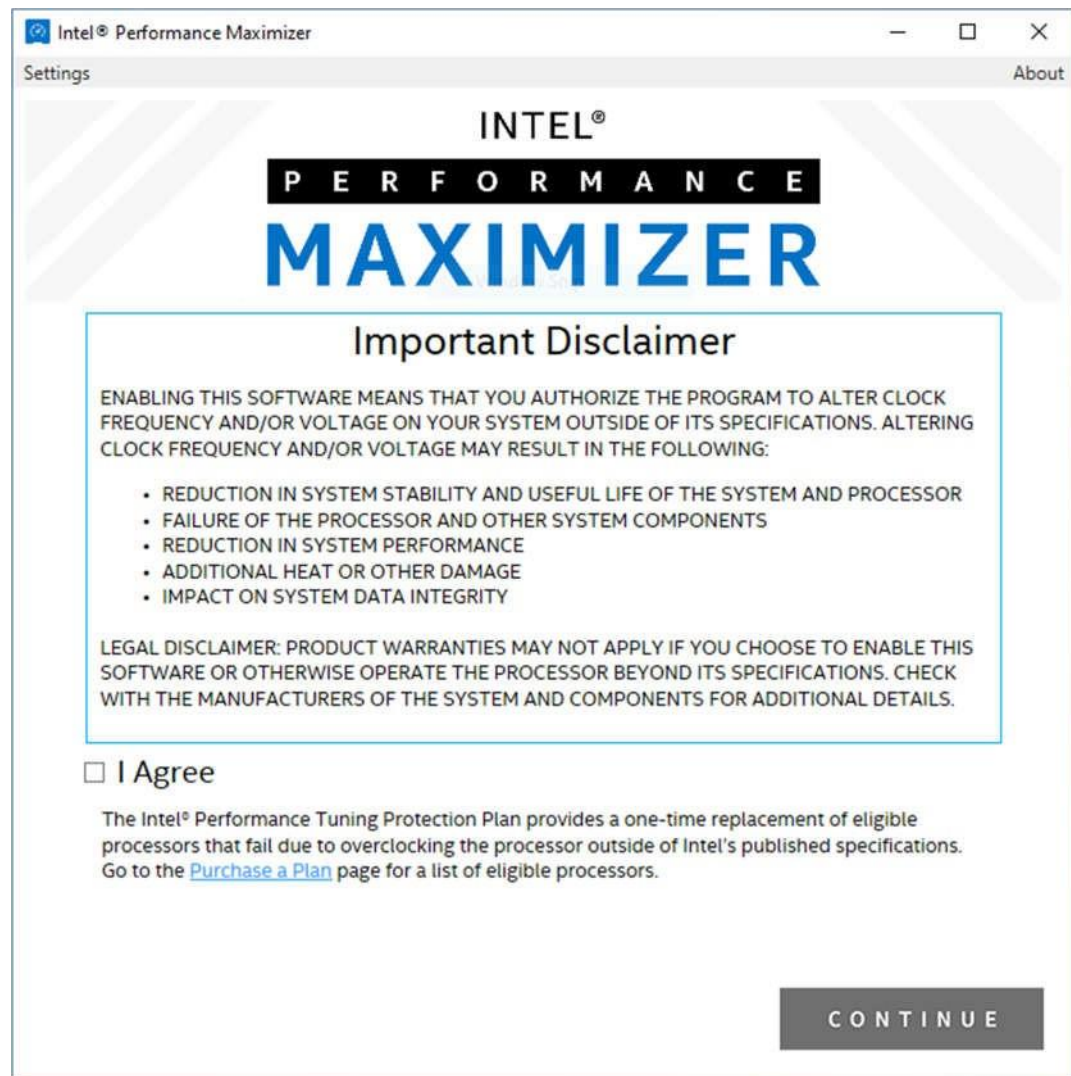 Intel® Performance Maximizer
Settings About
INTEL®
PERFORMANCE
MAXIMIZER
Important Disclaimer
ENABLING THIS SOFTWARE MEANS THAT YOU AUTHORIZE THE PROGRAM TO ALTER CLOCK
FREQUENCY AND/OR VOLTAGE ON YOUR SYSTEM OUTSIDE OF ITS SPECIFICATIONS. ALTERING
CLOCK FREQUENCY AND/OR VOLTAGE MAY RESULT IN THE FOLLOWING:
• REDUCTION IN SYSTEM STABILITY AND USEFUL LIFE OF THE SYSTEM AND PROCESSOR
• FAILURE OF THE PROCESSOR AND OTHER SYSTEM COMPONENTS
• REDUCTION IN SYSTEM PERFORMANCE
• ADDITIONAL HEAT OR OTHER DAMAGE
• IMPACT ON SYSTEM DATA INTEGRITY
LEGAL DISCLAIMER: PRODUCT WARRANTIES MAY NOT APPLY IF YOU CHOOSE TO ENABLE THIS
SOFTWARE OR OTHERWISE OPERATE THE PROCESSOR BEYOND ITS SPECIFICATIONS. CHECK
WITH THE MANUFACTURERS OF THE SYSTEM AND COMPONENTS FOR ADDITIONAL DETAILS.
I Agree
The Intel® Performance Tuning Protection Plan provides a one-time replacement of eligible
processors that fail due to overclocking the processor outside of Intel's published specifications.
Go to the Purchase a Plan page for a list of eligible processors.
CONTINUE